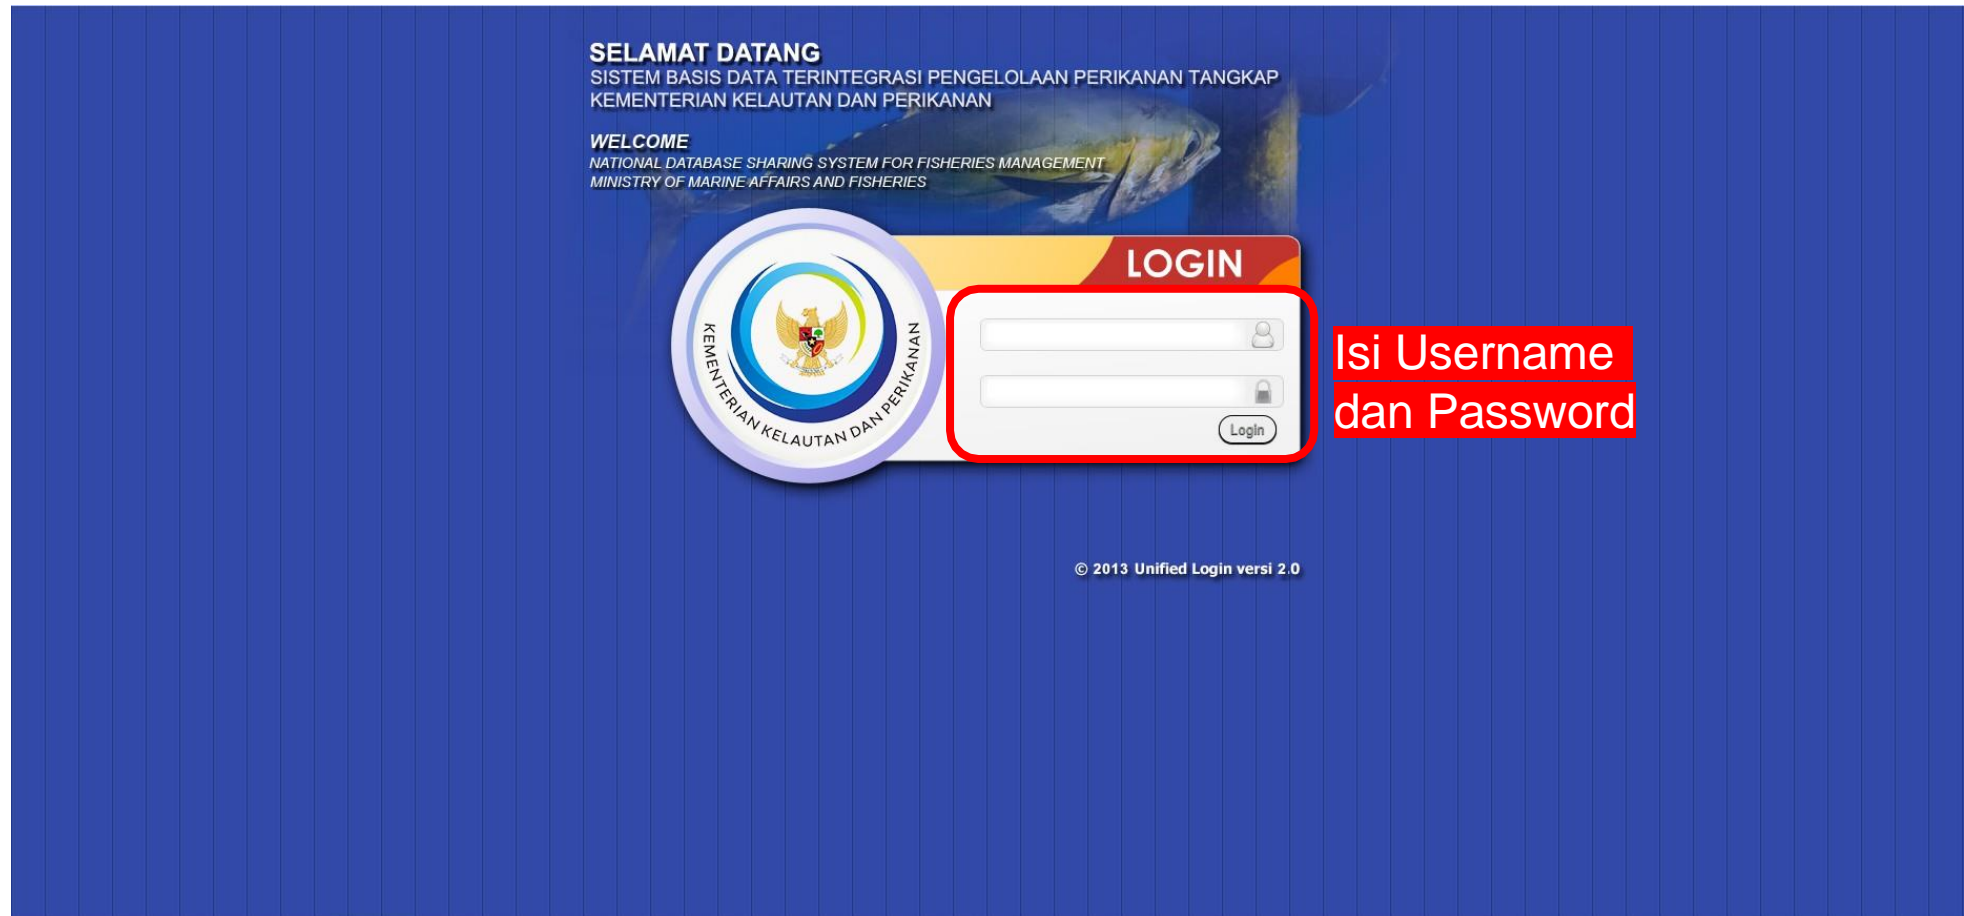 SELAMAT DATANG
SISTEM BASIS DATA TERINTEGRASI PENGELOLAAN PERIKANAN TANGKAP
KEMENTERIAN KELAUTAN DAN PERIKANAN
WELCOME
NATIONAL DATABASE SHARING SYSTEM FOR FISHERIES MANAGEMENT
MINISTRY OF MARINE AFFAIRS AND FISHERIES
LOGIN
KEMENTERIAN KELAUTAN DAN PERIKANAN
Isi Username
dan Password
Login
© 2013 Unified Login versi 2.0